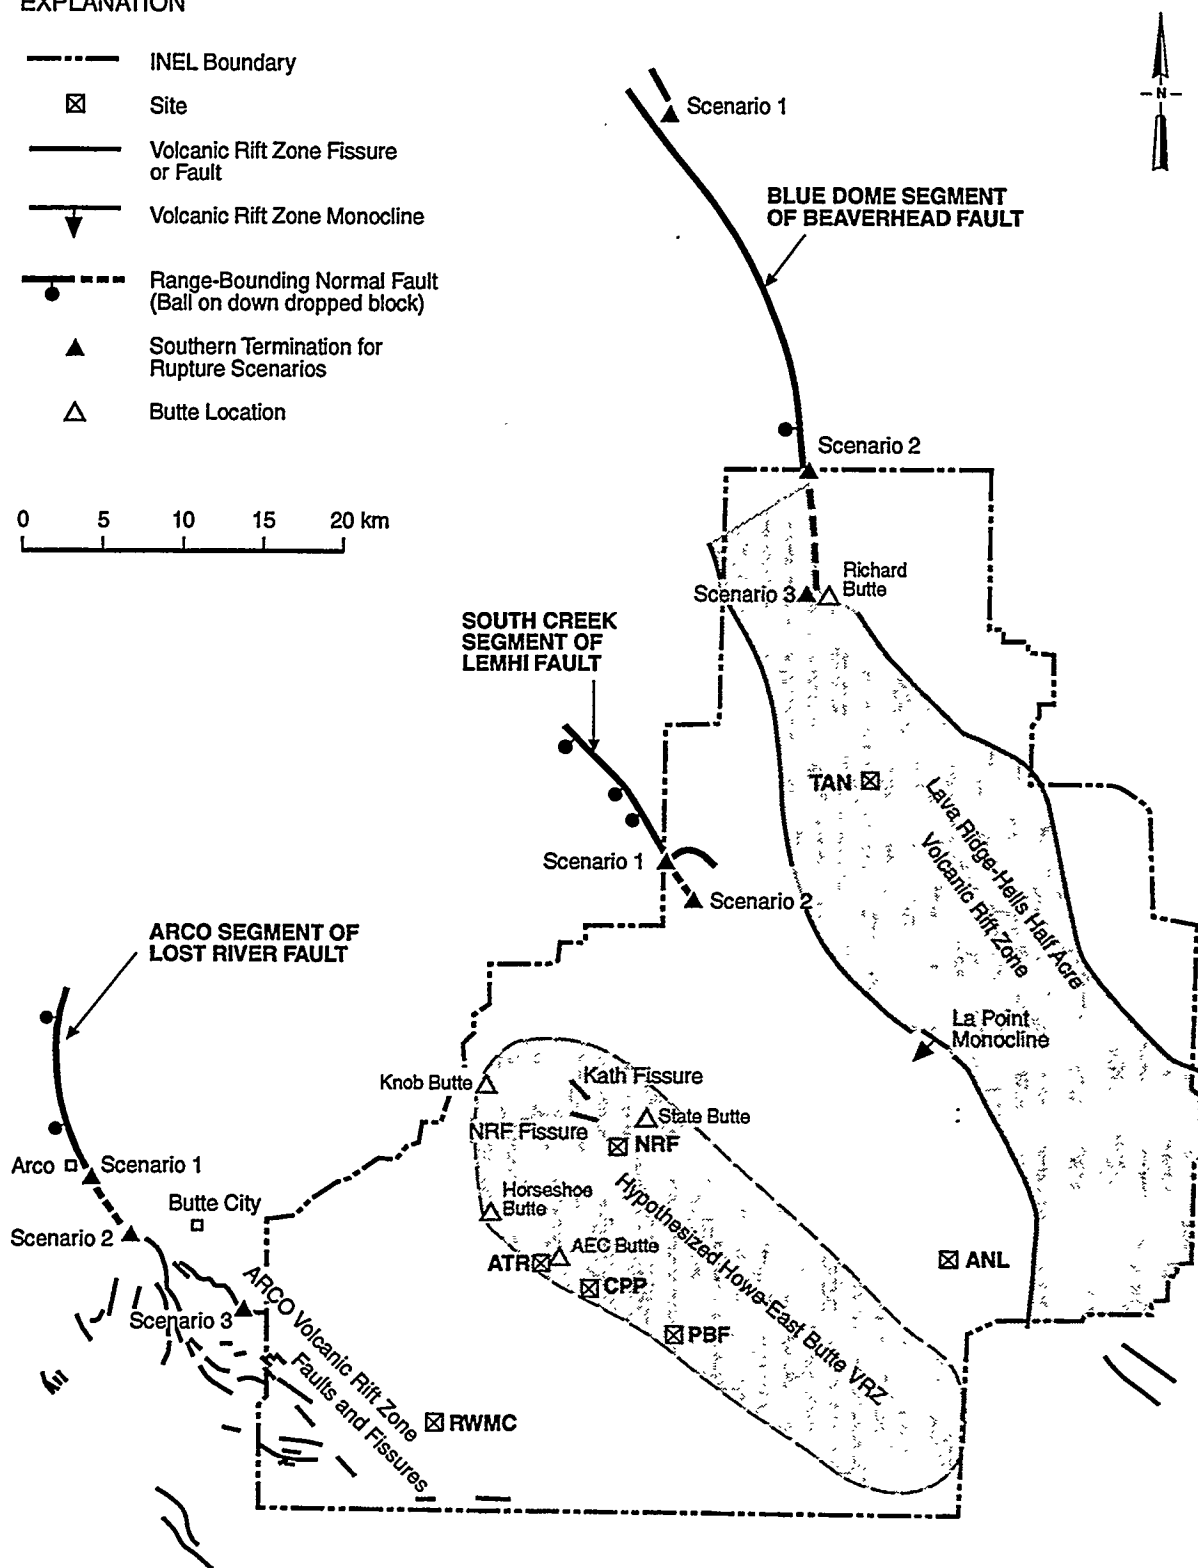 EXPLANATION
INEL Boundary
Site
Volcanic Rift Zone Fissure
or Fault
Volcanic Rift Zone Monocline
Range-Bounding Normal Fault
(Ball on down dropped block)
Southern Termination for
Rupture Scenarios
Butte Location
0 5 10 15 20 km
N
Scenario 1
BLUE DOME SEGMENT
OF BEAVERHEAD FAULT
Scenario 2
Richard
Butte
Scenario 3
SOUTH CREEK
SEGMENT OF
LEMHI FAULT
TAN
Lava Ridge-Hells Half Acre
Volcanic Rift Zone
Scenario 1
Scenario 2
ARCO SEGMENT OF
LOST RIVER FAULT
La Point
Monocline
Knob Butte
Kath Fissure
State Butte
NRF Fissure
NRF
Arco
Scenario 1
Butte City
Horseshoe
Butte
Hypothesized Howe-East Butte VRZ
Scenario 2
AEC Butte
ATR
CPP
ANL
Scenario 3
PBF
ARCO Volcanic Rift Zone
Faults and Fissures
RWMC